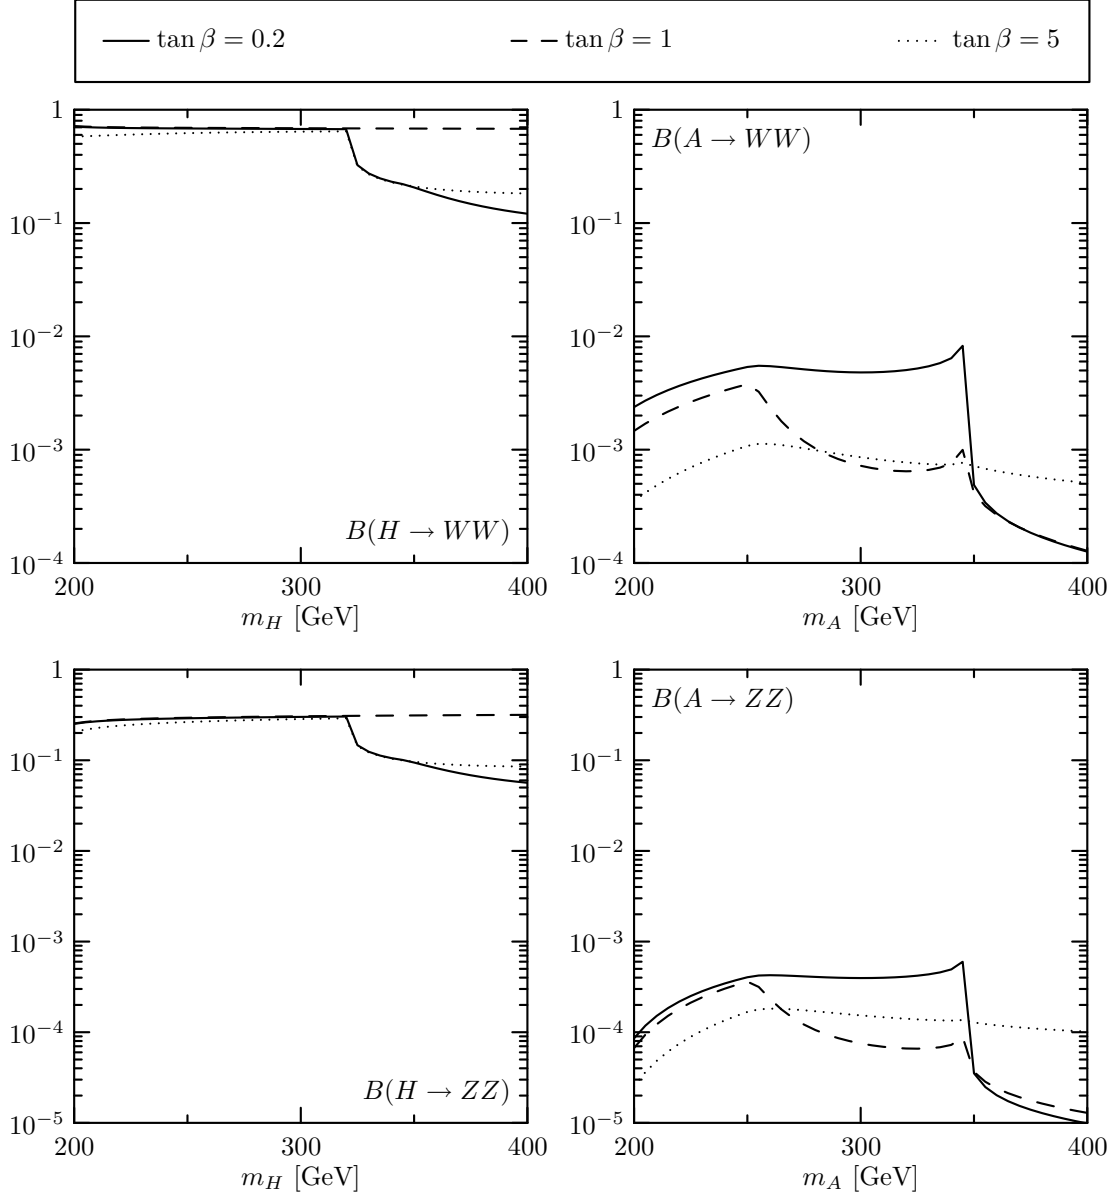 tan β = 0.2 tan β = 1 tan β = 5
1
10⁻¹
10⁻²
10⁻³
10⁻⁴
B(H → WW)
200 300 400
m_H [GeV]
1
10⁻¹
10⁻²
10⁻³
10⁻⁴
B(A → WW)
200 300 400
m_A [GeV]
1
10⁻¹
10⁻²
10⁻³
10⁻⁴
10⁻⁵
B(H → ZZ)
200 300 400
m_H [GeV]
1
10⁻¹
10⁻²
10⁻³
10⁻⁴
10⁻⁵
B(A → ZZ)
200 300 400
m_A [GeV]